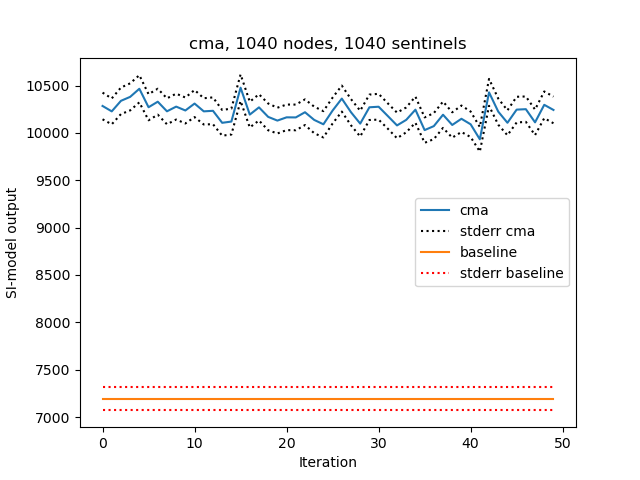 cma, 1040 nodes, 1040 sentinels
SI-model output
10500
10000
9500
9000
8500
8000
7500
7000
cma
stderr cma
baseline
stderr baseline
0
10
20
30
40
50
Iteration